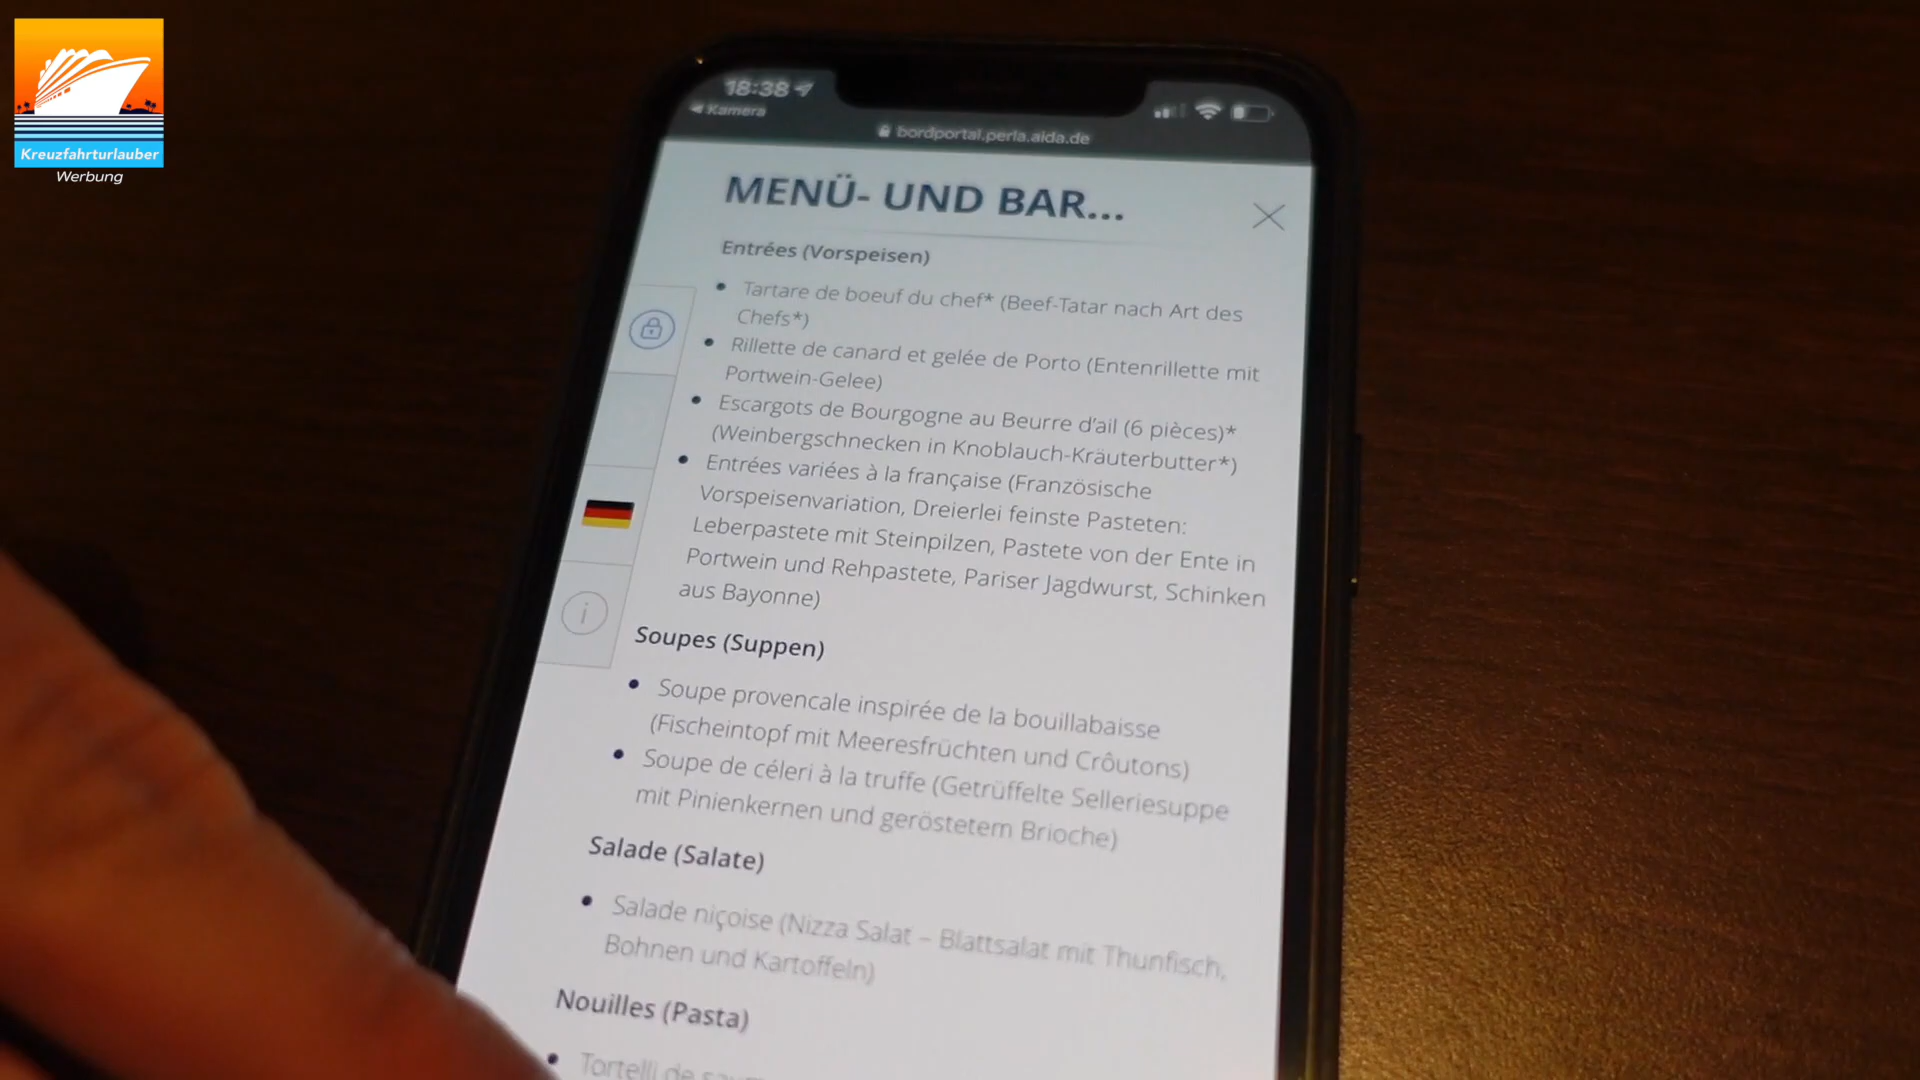 Kreuzfahrturlauber
Werbung
18:38
Kamera
bordportal.perla.aida.de
MENÜ- UND BAR...
Entrées (Vorspeisen)
Tartare de boeuf du chef* (Beef-Tatar nach Art des
Chefs*)
Rillette de canard et gelée de Porto (Entenrillette mit
Portwein-Gelee)
Escargots de Bourgogne au Beurre d'ail (6 pièces)*
(Weinbergschnecken in Knoblauch-Kräuterbutter*)
Entrées variées à la française (Französische
Vorspeisenvariation, Dreierlei feinste Pasteten:
Leberpastete mit Steinpilzen, Pastete von der Ente in
Portwein und Rehpastete, Pariser Jagdwurst, Schinken
aus Bayonne)
Soupes (Suppen)
Soupe provencale inspirée de la bouillabaisse
(Fischeintopf mit Meeresfrüchten und Crôutons)
Soupe de céleri à la truffe (Getrüffelte Selleriesuppe
mit Pinienkernen und geröstetem Brioche)
Salade (Salate)
Salade niçoise (Nizza Salat – Blattsalat mit Thunfisch,
Bohnen und Kartoffeln)
Nouilles (Pasta)
Tortelli de